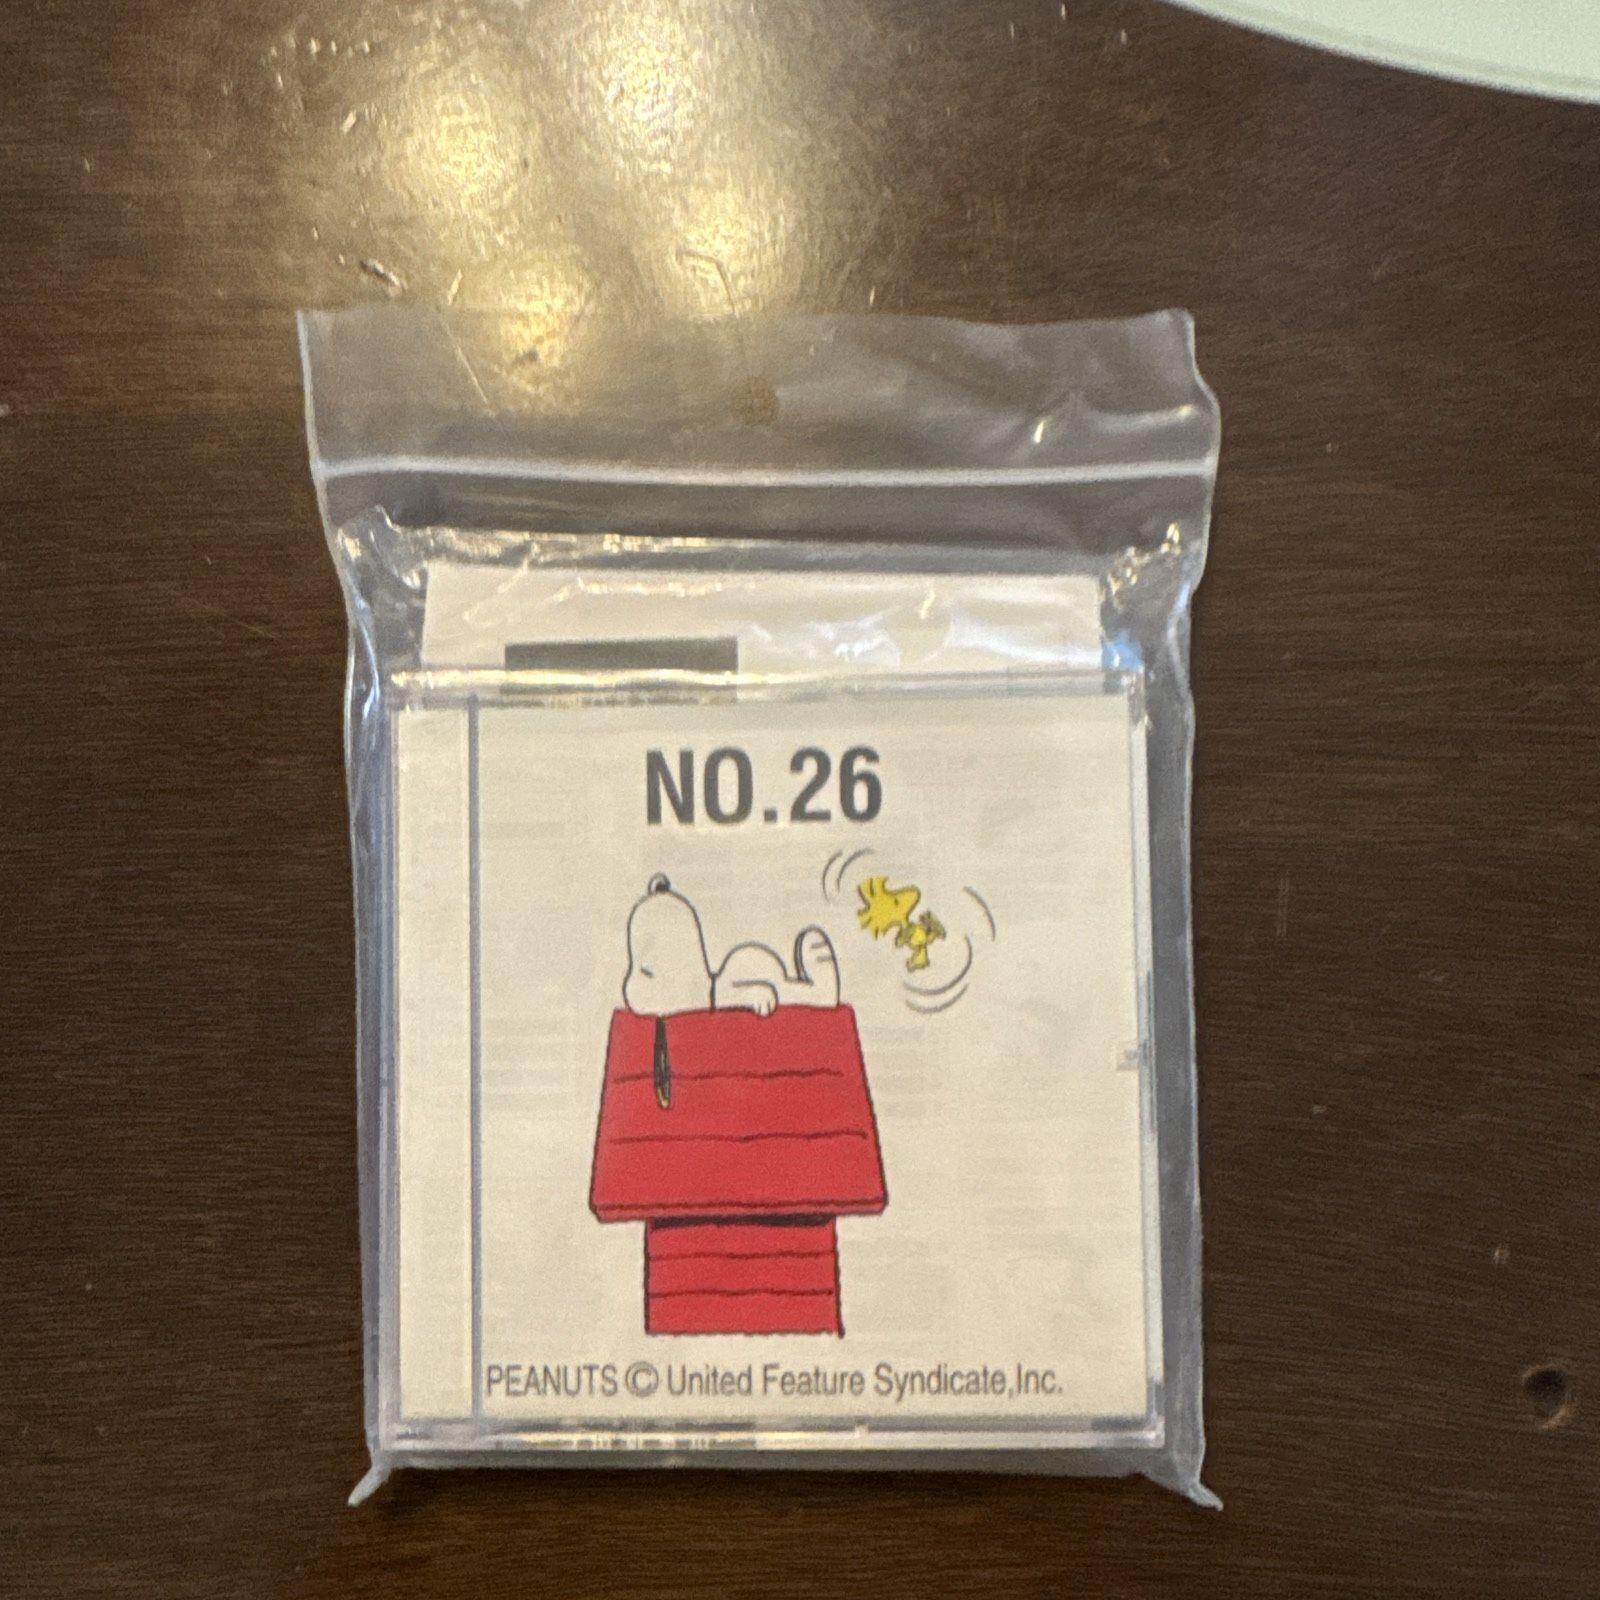 NO.26
PEANUTS © United Feature Syndicate,Inc.